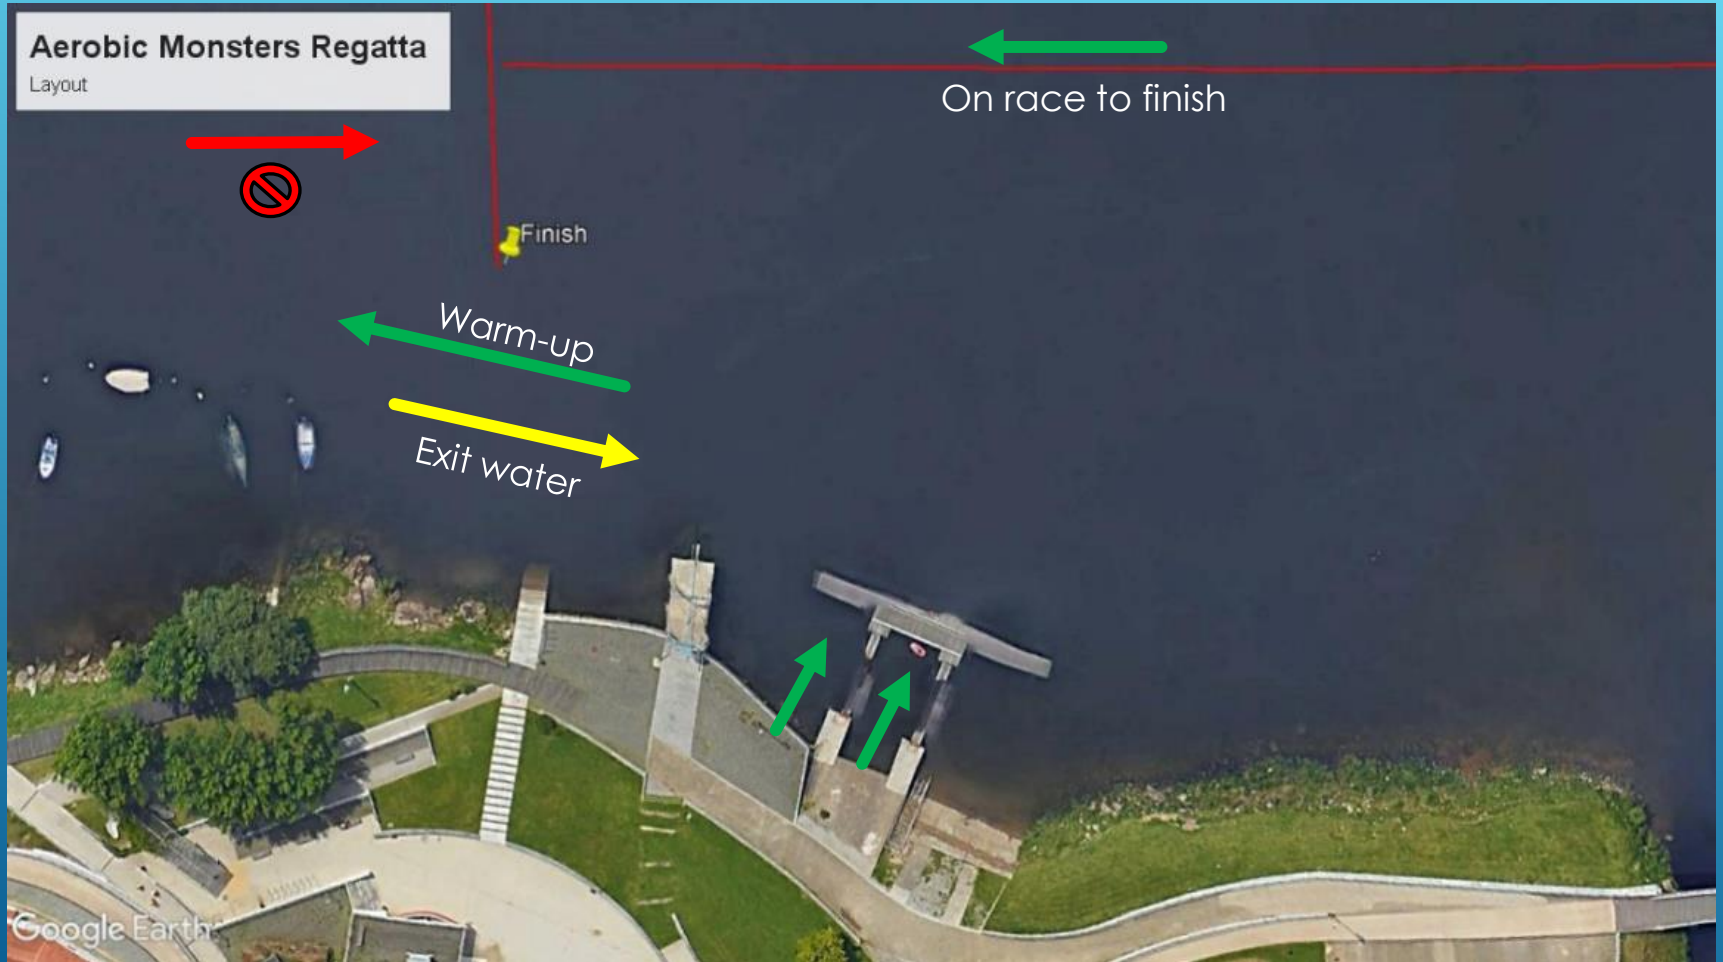 Aerobic Monsters Regatta
Layout
On race to finish
Finish
Warm-up
Exit water
Google Earth